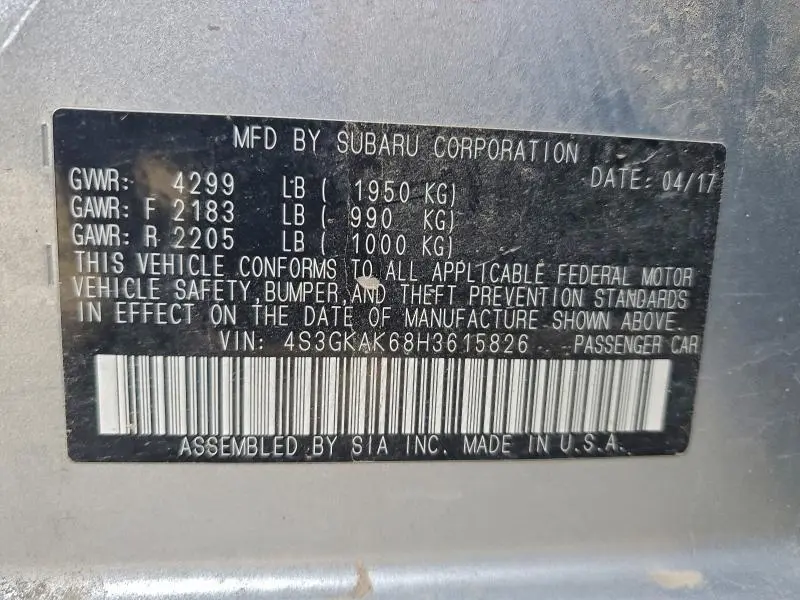 MFD BY SUBARU CORPORATION
GVWR: 4299 LB ( 1950 KG) DATE: 04/17
GAWR: F 2183 LB ( 990 KG)
GAWR: R 2205 LB ( 1000 KG)
THIS VEHICLE CONFORMS TO ALL APPLICABLE FEDERAL MOTOR
VEHICLE SAFETY, BUMPER, AND THEFT PREVENTION STANDARDS
IN EFFECT ON THE DATE OF MANUFACTURE SHOWN ABOVE.
VIN: 4S3GKAK68H3615826 PASSENGER CAR
ASSEMBLED BY SIA INC. MADE IN U.S.A.